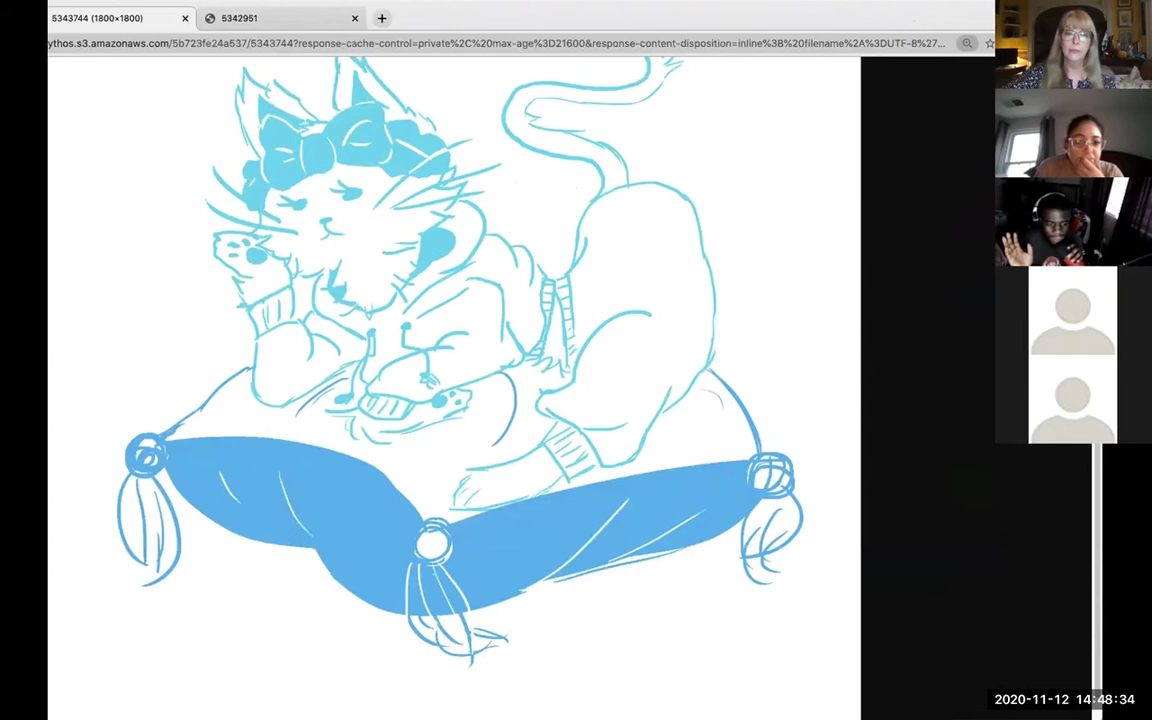 5343744 (1800×1800)
5342951
ythos.s3.amazonaws.com/5b723fe24a537/5343744?response-cache-control=private%2C%20max-age%3D21600&response-content-disposition=inline%3B%20filename%2A%3DUTF-8%27...
2020-11-12 14:48:34